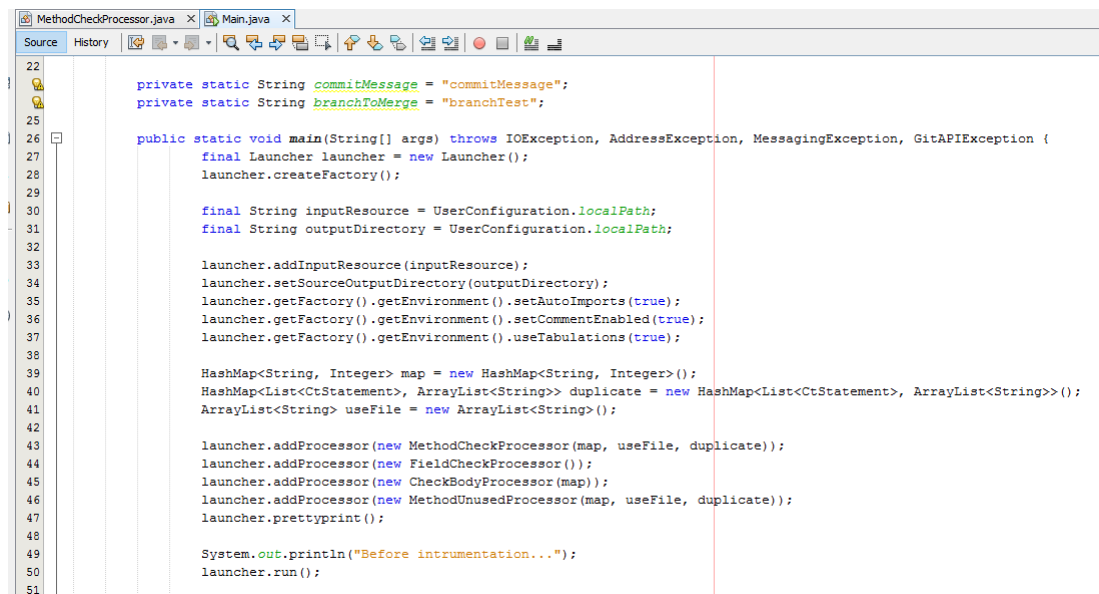 MethodCheckProcessor.java Main.java
Source History
22
private static String commitMessage = "commitMessage";
private static String branchToMerge = "branchTest";
25
26 public static void main(String[] args) throws IOException, AddressException, MessagingException, GitAPIException {
27 final Launcher launcher = new Launcher();
28 launcher.createFactory();
29
30 final String inputResource = UserConfiguration.localPath;
31 final String outputDirectory = UserConfiguration.localPath;
32
33 launcher.addInputResource(inputResource);
34 launcher.setSourceOutputDirectory(outputDirectory);
35 launcher.getFactory().getEnvironment().setAutoImports(true);
36 launcher.getFactory().getEnvironment().setCommentEnabled(true);
37 launcher.getFactory().getEnvironment().useTabulations(true);
38
39 HashMap<String, Integer> map = new HashMap<String, Integer>();
40 HashMap<List<CtStatement>, ArrayList<String>> duplicate = new HashMap<List<CtStatement>, ArrayList<String>>();
41 ArrayList<String> useFile = new ArrayList<String>();
42
43 launcher.addProcessor(new MethodCheckProcessor(map, useFile, duplicate));
44 launcher.addProcessor(new FieldCheckProcessor());
45 launcher.addProcessor(new CheckBodyProcessor(map));
46 launcher.addProcessor(new MethodUnusedProcessor(map, useFile, duplicate));
47 launcher.prettyprint();
48
49 System.out.println("Before intrumentation...");
50 launcher.run();
51